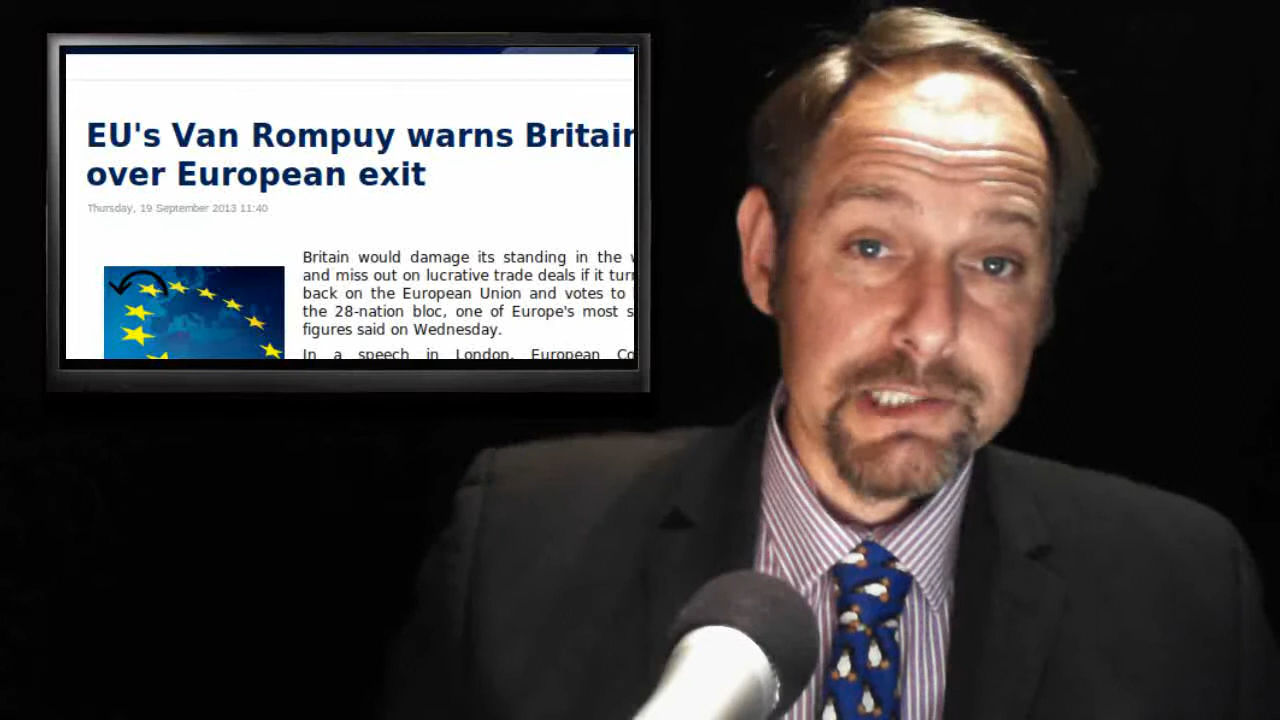 EU's Van Rompuy warns Britain
over European exit
Thursday, 19 September 2013 11:40
Britain would damage its standing in the
and miss out on lucrative trade deals if it
back on the European Union and votes to
the 28-nation bloc, one of Europe's most
figures said on Wednesday.
In a speech in London, European